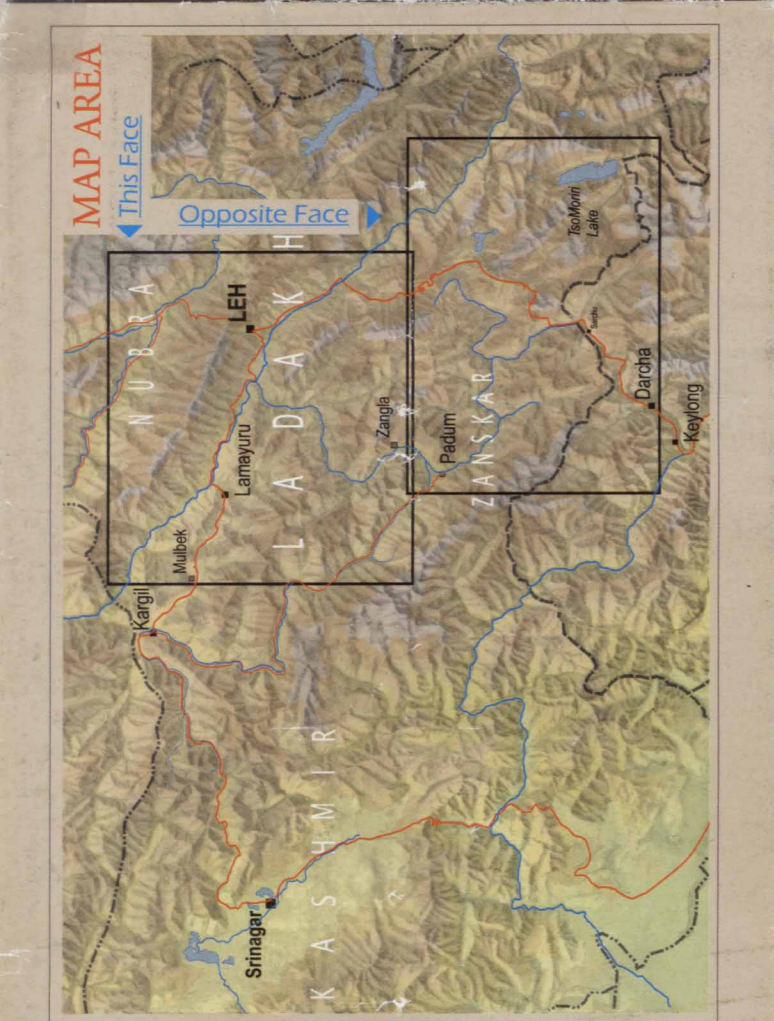 MAP AREA
This Face
Opposite Face
NUBRA
LEH
LADAKH
Lamayuru
Mulbek
Kargil
Zangla
Padum
ZANSKAR
TsoMoriri
Lake
Sarchu
Darcha
Keylong
KASHMIR
Srinagar